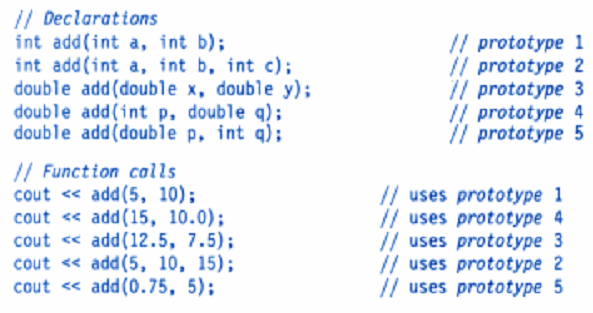 // Declarations
int add(int a, int b); // prototype 1
int add(int a, int b, int c); // prototype 2
double add(double x, double y); // prototype 3
double add(int p, double q); // prototype 4
double add(double p, int q); // prototype 5
// Function calls
cout << add(5, 10); // uses prototype 1
cout << add(15, 10.0); // uses prototype 4
cout << add(12.5, 7.5); // uses prototype 3
cout << add(5, 10, 15); // uses prototype 2
cout << add(0.75, 5); // uses prototype 5